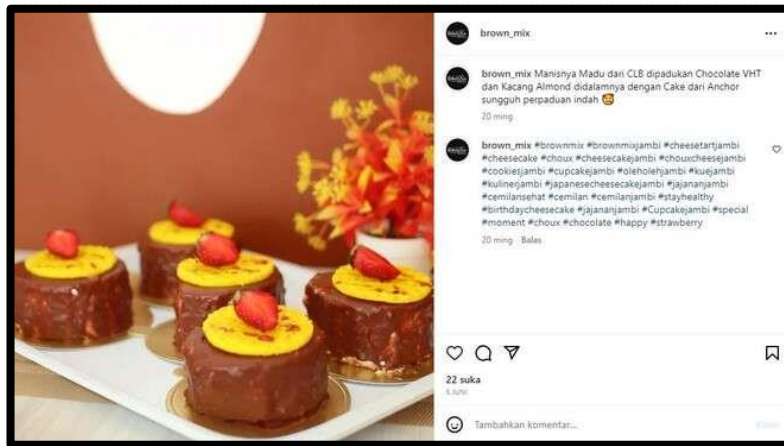 brown_mix
brown_mix Manisnya Madu dari CLB dipadukan Chocolate VHT
dan Kacang Almond didalamnya dengan Cake dari Anchor
sungguh perpaduan indah
20 ming
brown_mix #brownmix #brownmixjambi #cheesetartjambi
#cheesecake #choux #cheesecakejambi #chouxcheesejambi
#cookiesjambi #cupcakejambi #oleholehjambi #kuejambi
#kulinerjambi #japanesecheesecakejambi #jajananjambi
#cemilansehat #cemilan #cemilanjambi #stayhealthy
#birthdaycheesecake #jajananjambi #Cupcakejambi #special
#moment #choux #chocolate #happy #strawberry
20 ming Balas
22 suka
Tambahkan komentar...